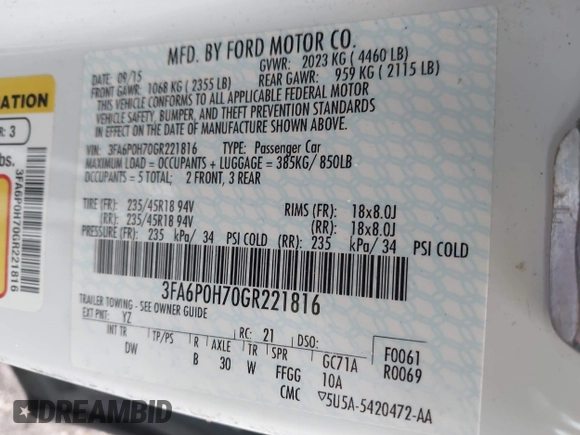 MFD. BY FORD MOTOR CO.
DATE: 09/15 GVWR: 2023 KG ( 4460 LB)
FRONT GAWR: 1068 KG ( 2355 LB) REAR GAWR: 959 KG ( 2115 LB)
THIS VEHICLE CONFORMS TO ALL APPLICABLE FEDERAL MOTOR
VEHICLE SAFETY, BUMPER, AND THEFT PREVENTION STANDARDS
IN EFFECT ON THE DATE OF MANUFACTURE SHOWN ABOVE.
VIN: 3FA6P0H70GR221816 TYPE: Passenger Car
MAXIMUM LOAD = OCCUPANTS + LUGGAGE = 385KG/ 850LB
OCCUPANTS = 5 TOTAL; 2 FRONT, 3 REAR
TIRE (FR): 235/45R18 94V RIMS (FR): 18x8.0J
(RR): 235/45R18 94V (RR): 18x8.0J
PRESSURE (FR): 235 kPa/ 34 PSI COLD (RR): 235 kPa/ 34 PSI COLD
3FA6P0H70GR221816
TRAILER TOWING - SEE OWNER GUIDE
EXT PNT: YZ RC: 21 DSO: F0061
INT TR TP/PS R AXLE TR SPR GC71A R0069
DW B 30 W FFGG 10A
CMC ▽5U5A-5420472-AA
ATION
R: 3
bs.
3FA6P0H70GR221816
AUTOHELPERBOT